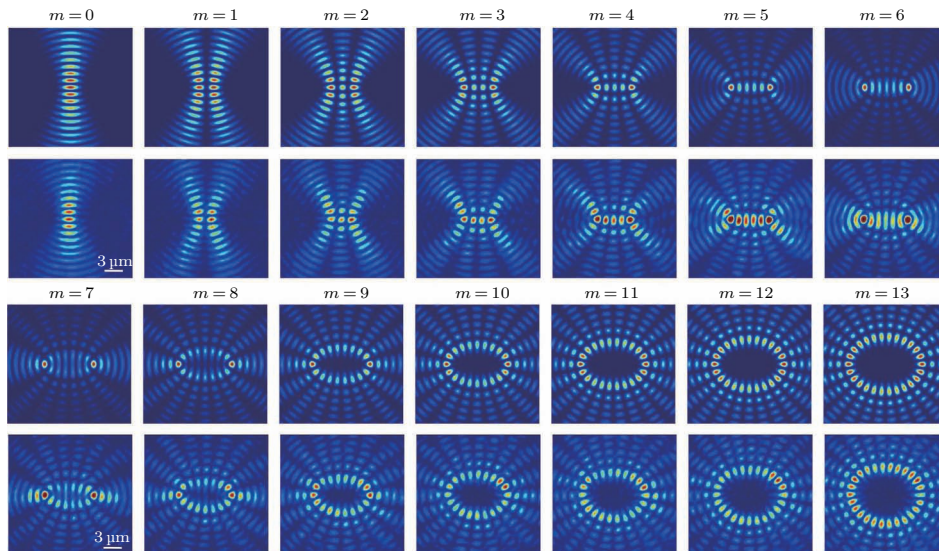 m = 0 m = 1 m = 2 m = 3 m = 4 m = 5 m = 6
3 µm
m = 7 m = 8 m = 9 m = 10 m = 11 m = 12 m = 13
3 µm